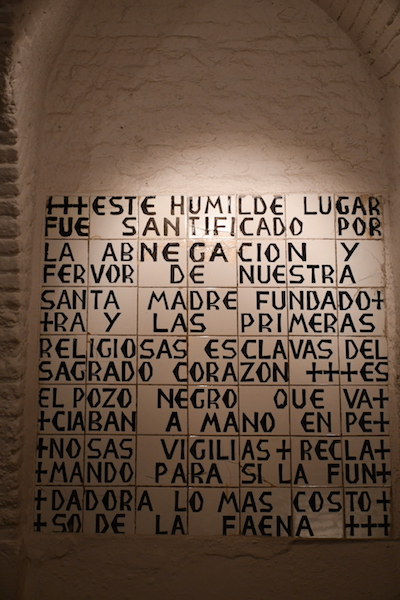 +++ESTE HUMILDE LUGAR
FUE SANTIFICADO POR
LA ABNEGACION Y
FERVOR DE NUESTRA
SANTA MADRE FUNDADO+
+RA Y LAS PRIMERAS
RELIGIOSAS ESCLAVAS DEL
SAGRADO CORAZON +++ES
EL POZO NEGRO QUE VA+
+CIABAN A MANO EN PE+
+NOSAS VIGILIAS+RECLA+
+MANDO PARA SI LA FUN+
+DADORA LO MAS COSTO+
+SO DE LA FAENA +++